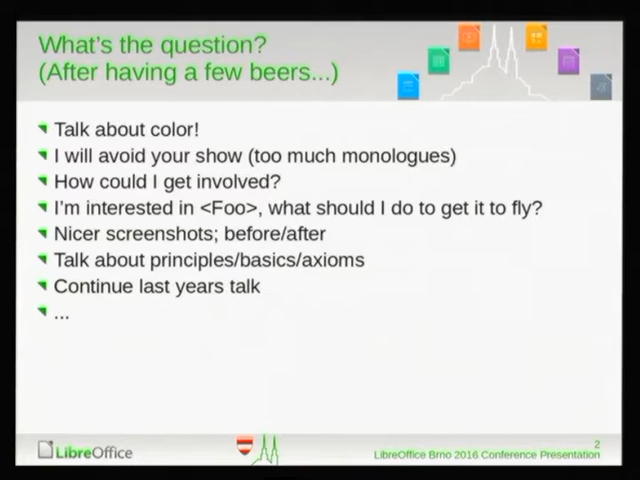 What's the question?
(After having a few beers...)
Talk about color!
I will avoid your show (too much monologues)
How could I get involved?
I'm interested in <Foo>, what should I do to get it to fly?
Nicer screenshots; before/after
Talk about principles/basics/axioms
Continue last years talk
...
LibreOffice
2
LibreOffice Brno 2016 Conference Presentation